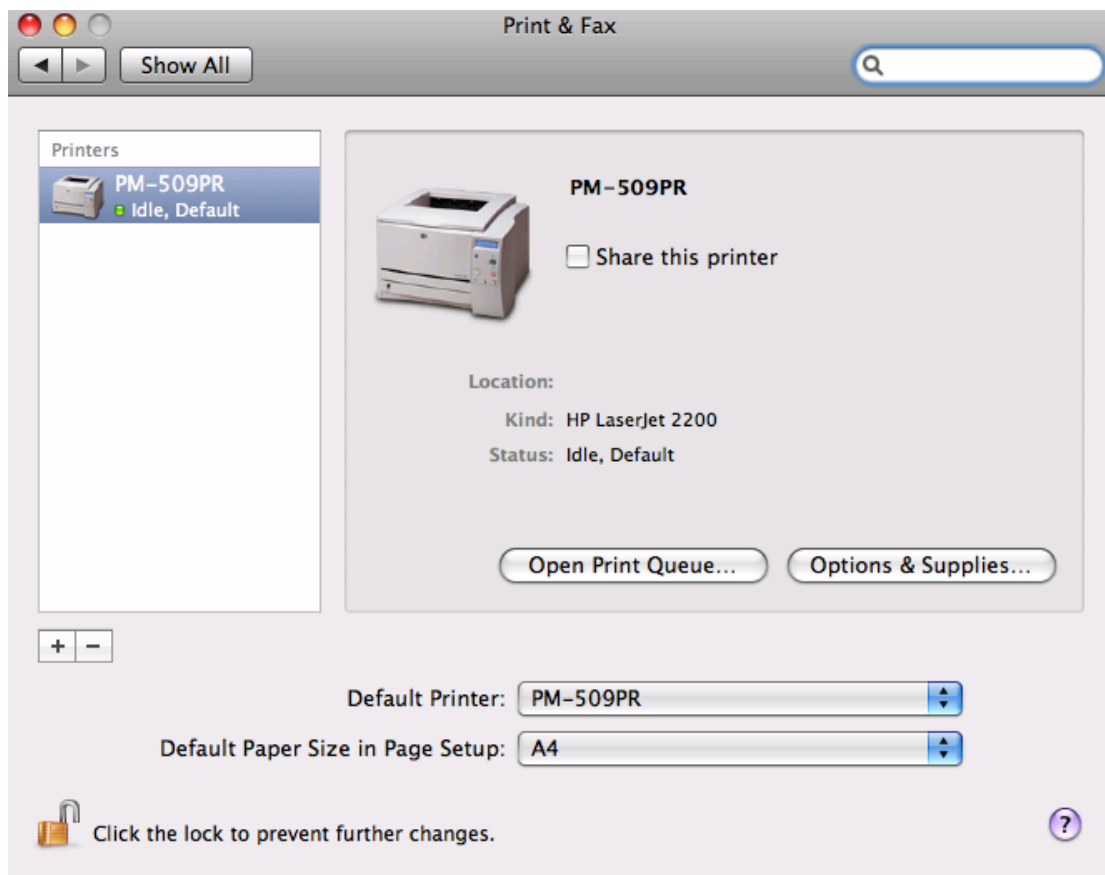 Print & Fax
Show All
Printers
PM-509PR
Idle, Default
PM-509PR
Share this printer
Location:
Kind: HP LaserJet 2200
Status: Idle, Default
Open Print Queue...
Options & Supplies...
+ −
Default Printer: PM-509PR
Default Paper Size in Page Setup: A4
Click the lock to prevent further changes.
?